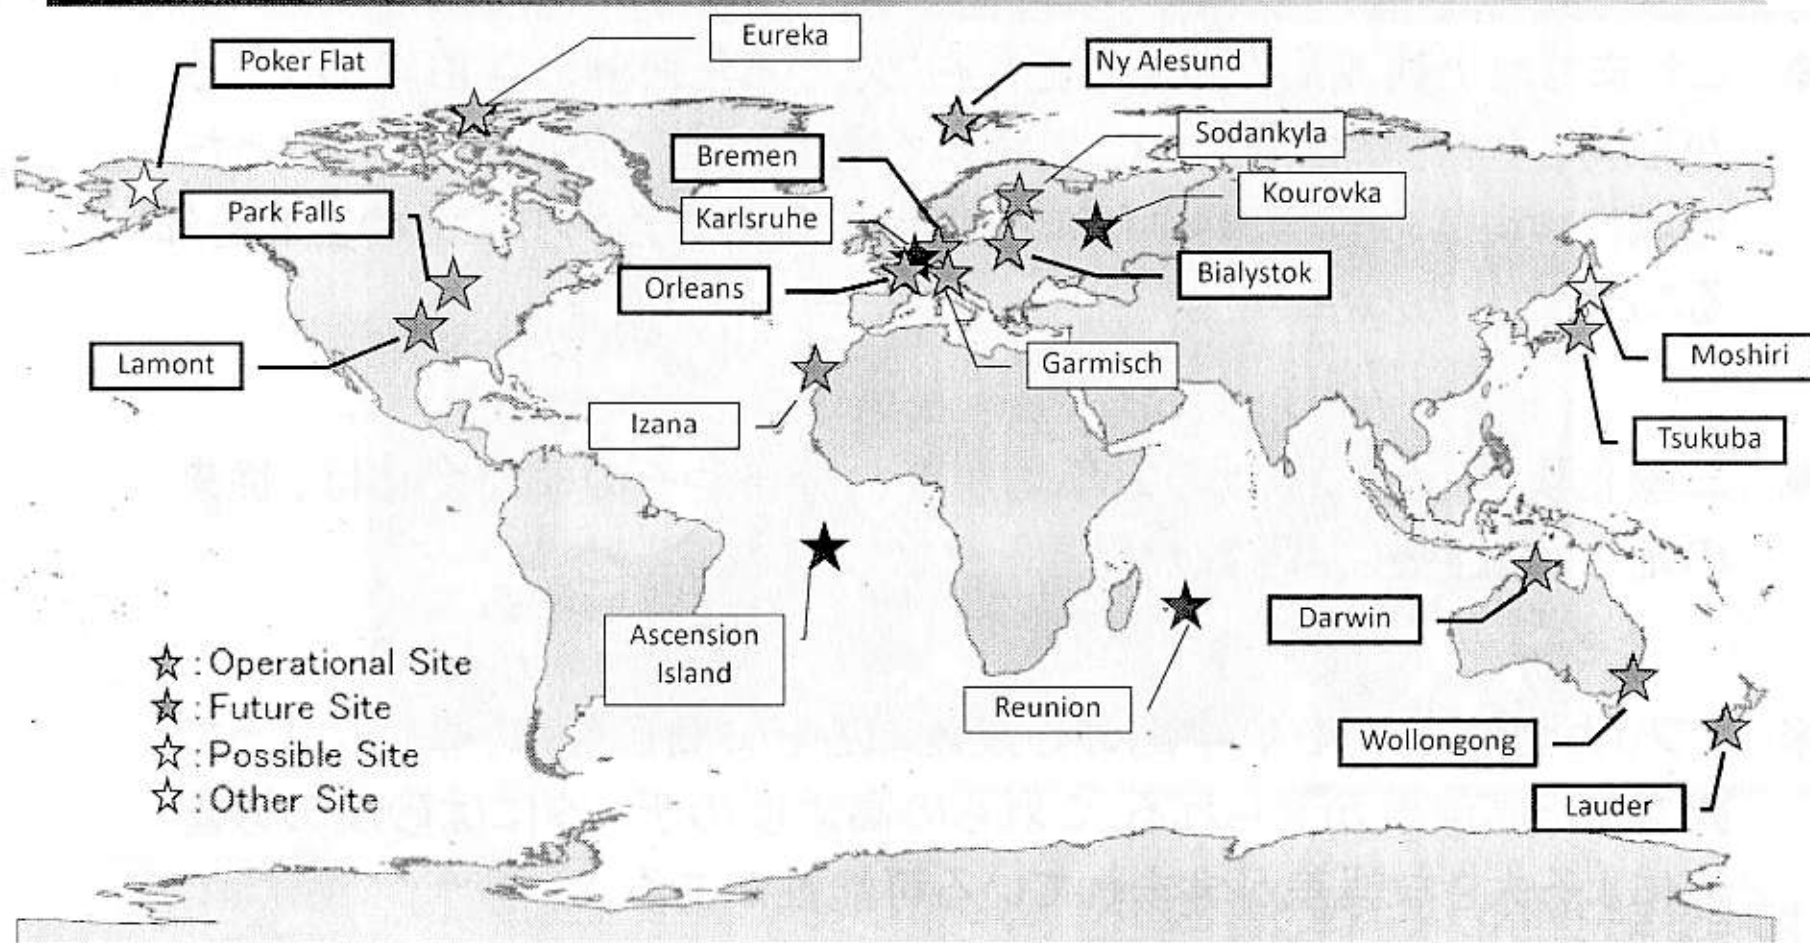 Eureka
Poker Flat
Ny Alesund
Sodankyla
Bremen
Kourovka
Park Falls
Karlsruhe
Orleans
Bialystok
Lamont
Garmisch
Moshiri
Izana
Tsukuba
Ascension
Island
Darwin
Reunion
Wollongong
Lauder
: Operational Site
: Future Site
: Possible Site
: Other Site